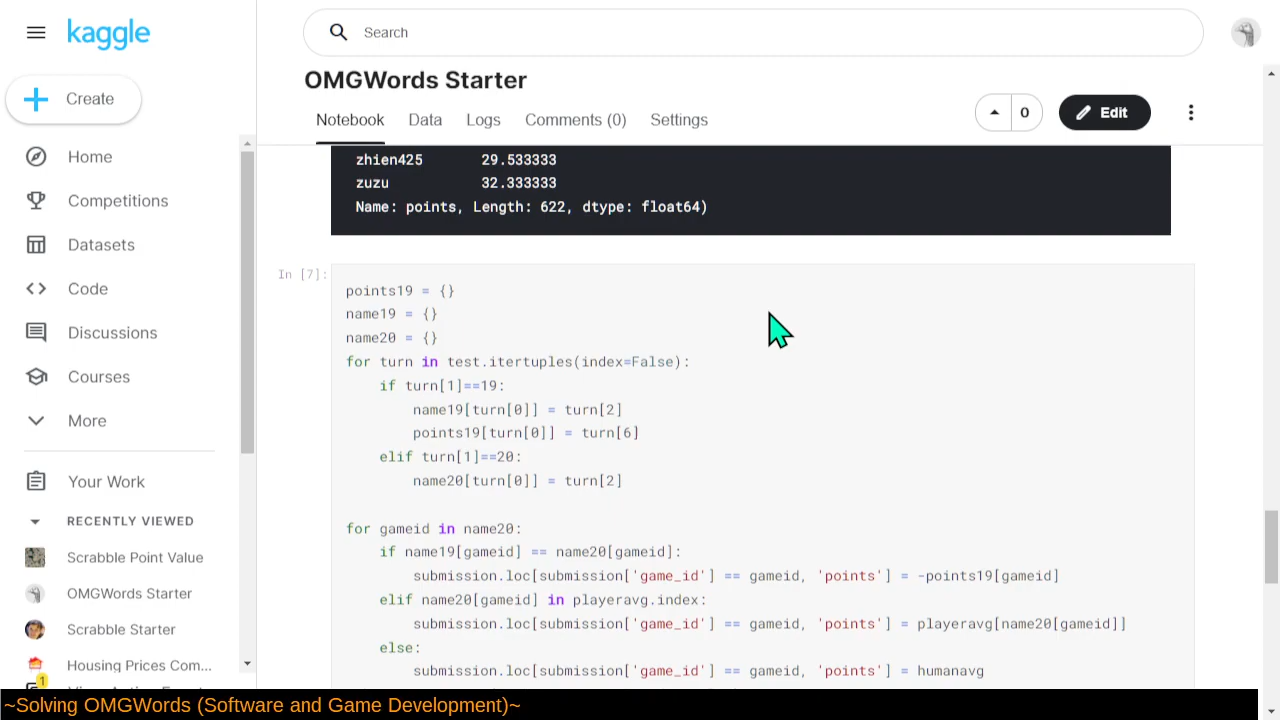 kaggle
Search
Create
OMGWords Starter
Notebook Data Logs Comments (0) Settings
0 Edit
Home
Competitions
Datasets
Code
Discussions
Courses
More
Your Work
RECENTLY VIEWED
Scrabble Point Value
OMGWords Starter
Scrabble Starter
Housing Prices Com...
1
zhien425 29.533333
zuzu 32.333333
Name: points, Length: 622, dtype: float64)
In [7]:
points19 = {}
name19 = {}
name20 = {}
for turn in test.itertuples(index=False):
    if turn[1]==19:
        name19[turn[0]] = turn[2]
        points19[turn[0]] = turn[6]
    elif turn[1]==20:
        name20[turn[0]] = turn[2]
for gameid in name20:
    if name19[gameid] == name20[gameid]:
        submission.loc[submission['game_id'] == gameid, 'points'] = -points19[gameid]
    elif name20[gameid] in playeravg.index:
        submission.loc[submission['game_id'] == gameid, 'points'] = playeravg[name20[gameid]]
    else:
        submission.loc[submission['game_id'] == gameid, 'points'] = humanavg
~Solving OMGWords (Software and Game Development)~